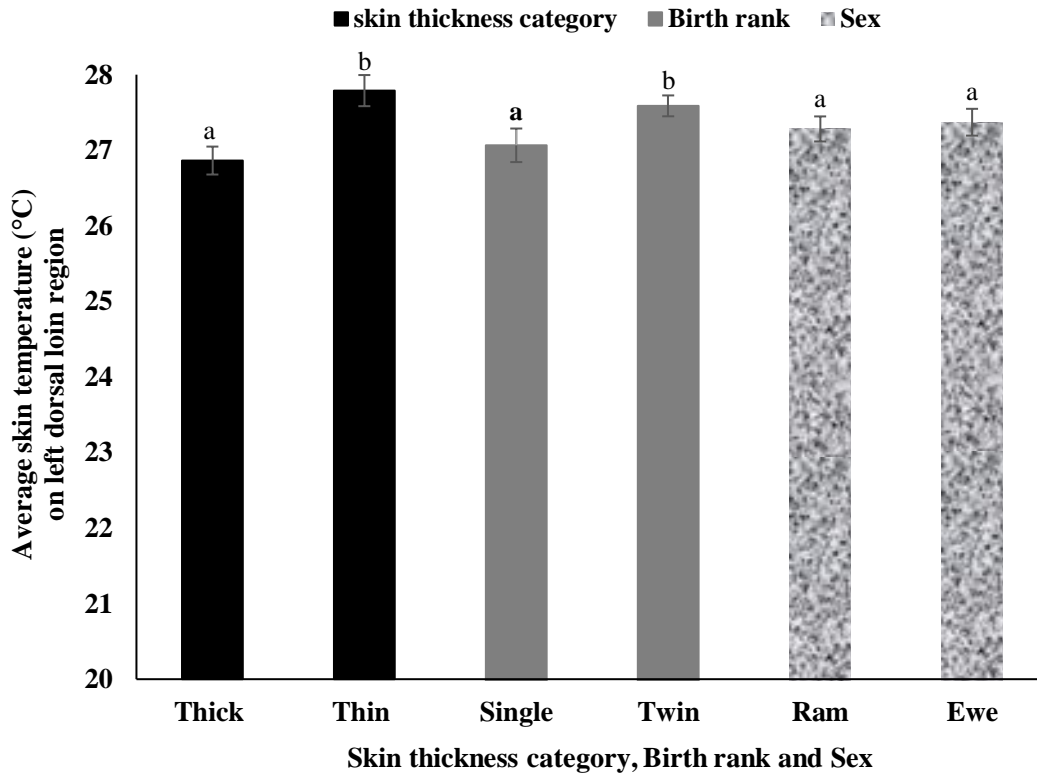 skin thickness category Birth rank Sex
28
27
26
25
24
23
22
21
20
Average skin temperature (°C)
on left dorsal loin region
a
b
a
b
a
a
Thick Thin Single Twin Ram Ewe
Skin thickness category, Birth rank and Sex